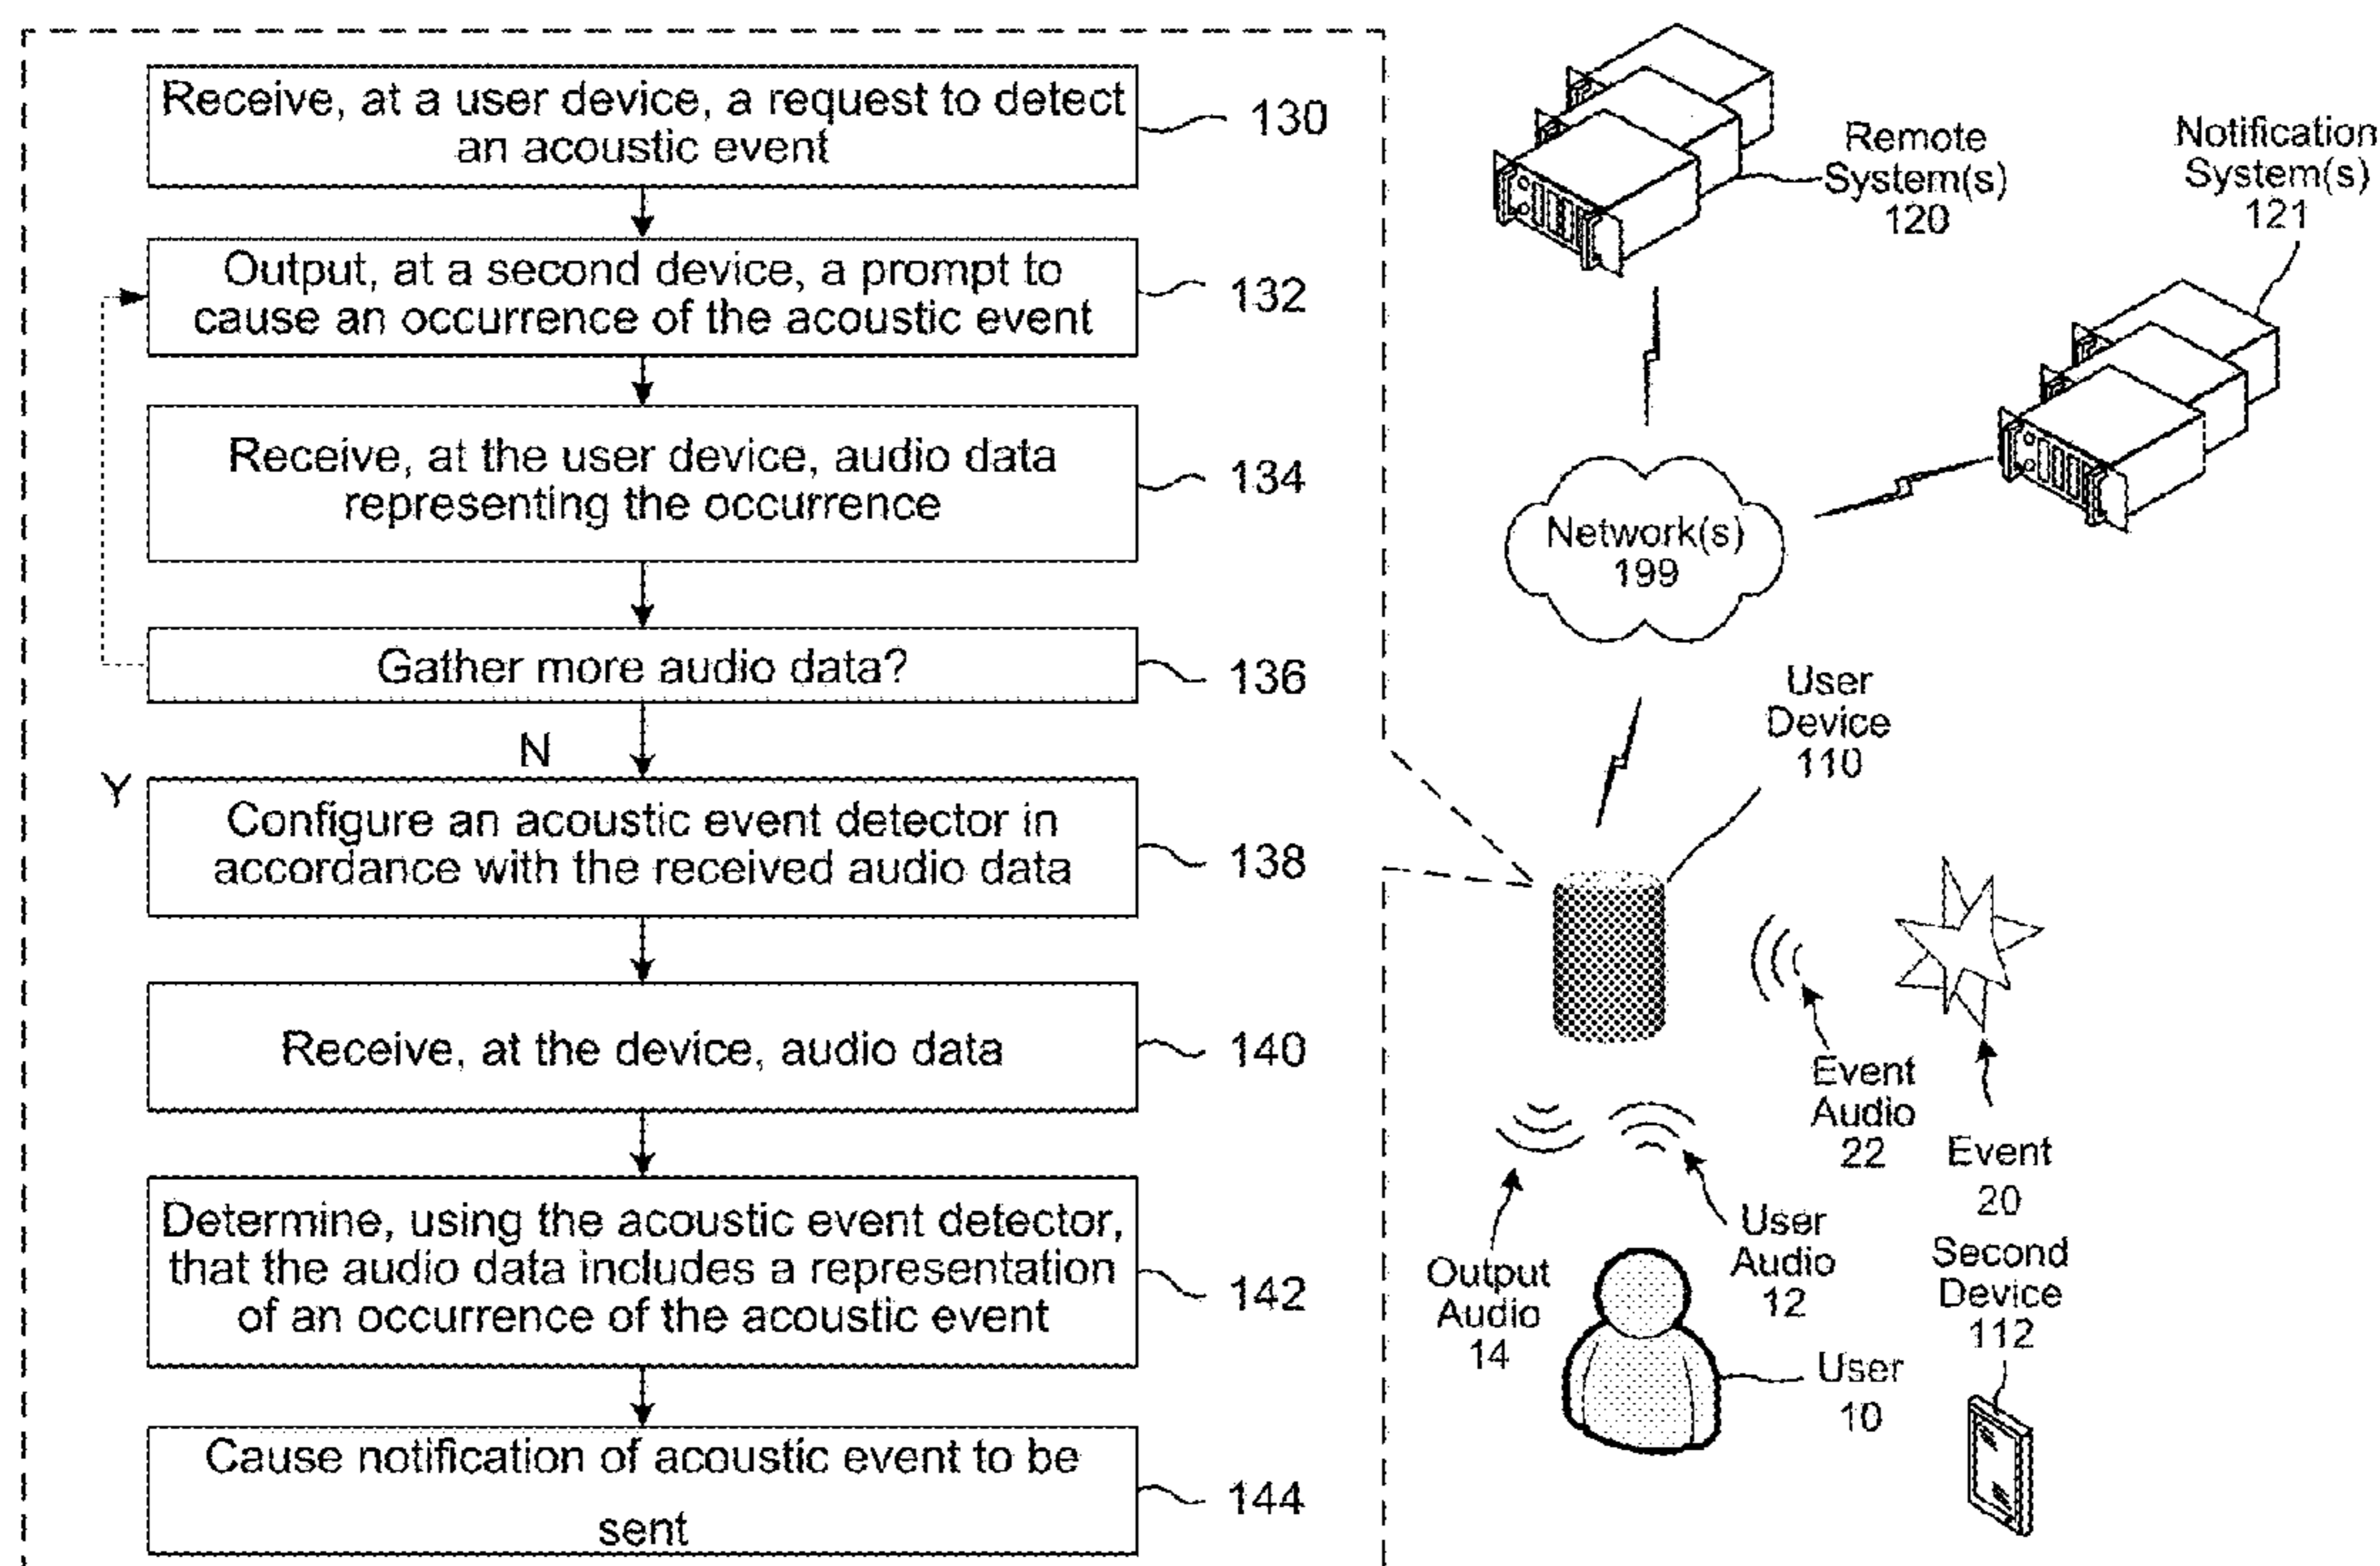 Receive, at a user device, a request to detect
an acoustic event
130
Output, at a second device, a prompt to
cause an occurrence of the acoustic event
132
Receive, at the user device, audio data
representing the occurrence
134
Gather more audio data?
136
N
Y
Configure an acoustic event detector in
accordance with the received audio data
138
Receive, at the device, audio data
140
Determine, using the acoustic event detector,
that the audio data includes a representation
of an occurrence of the acoustic event
142
Cause notification of acoustic event to be
sent
144
Remote
System(s)
120
Notification
System(s)
121
Network(s)
199
User
Device
110
Event
Audio
22
Event
20
Output
Audio
14
User
Audio
12
User
10
Second
Device
112